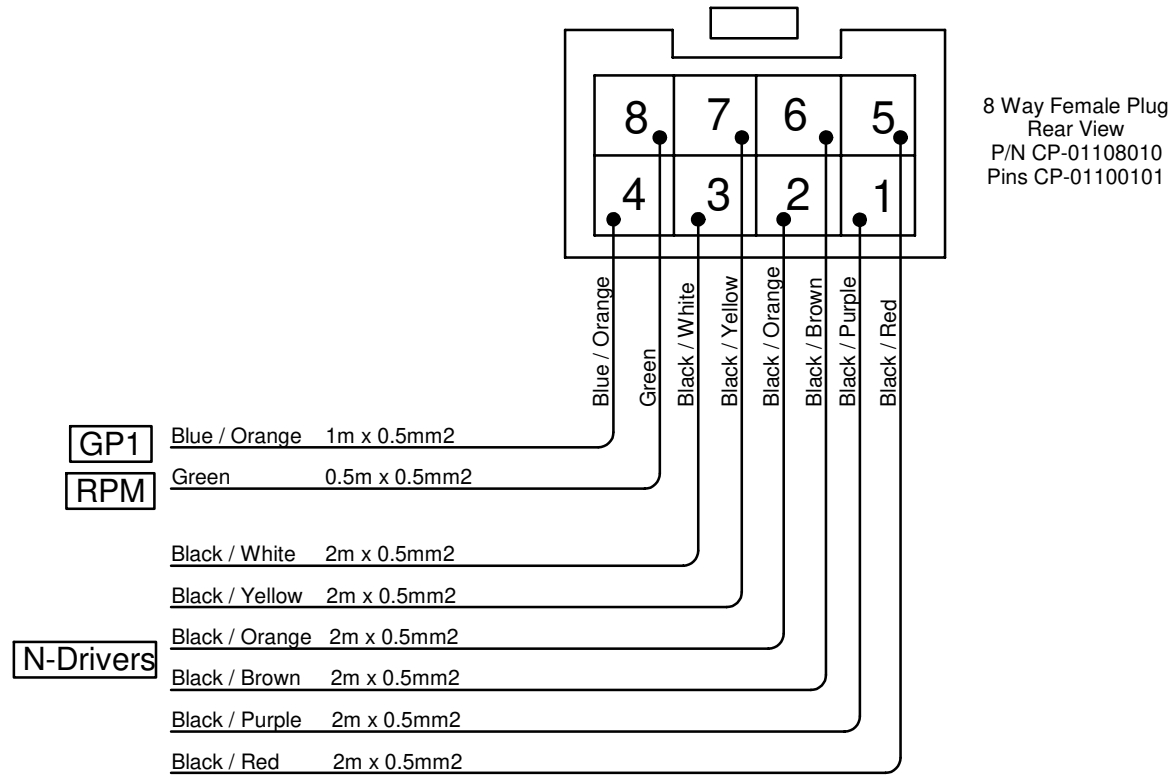 8 7 6 5
4 3 2 1
8 Way Female Plug
Rear View
P/N CP-01108010
Pins CP-01100101
Blue / Orange
Green
Black / White
Black / Yellow
Black / Orange
Black / Brown
Black / Purple
Black / Red
GP1 Blue / Orange 1m x 0.5mm2
RPM Green 0.5m x 0.5mm2
Black / White 2m x 0.5mm2
Black / Yellow 2m x 0.5mm2
Black / Orange 2m x 0.5mm2
N-Drivers
Black / Brown 2m x 0.5mm2
Black / Purple 2m x 0.5mm2
Black / Red 2m x 0.5mm2